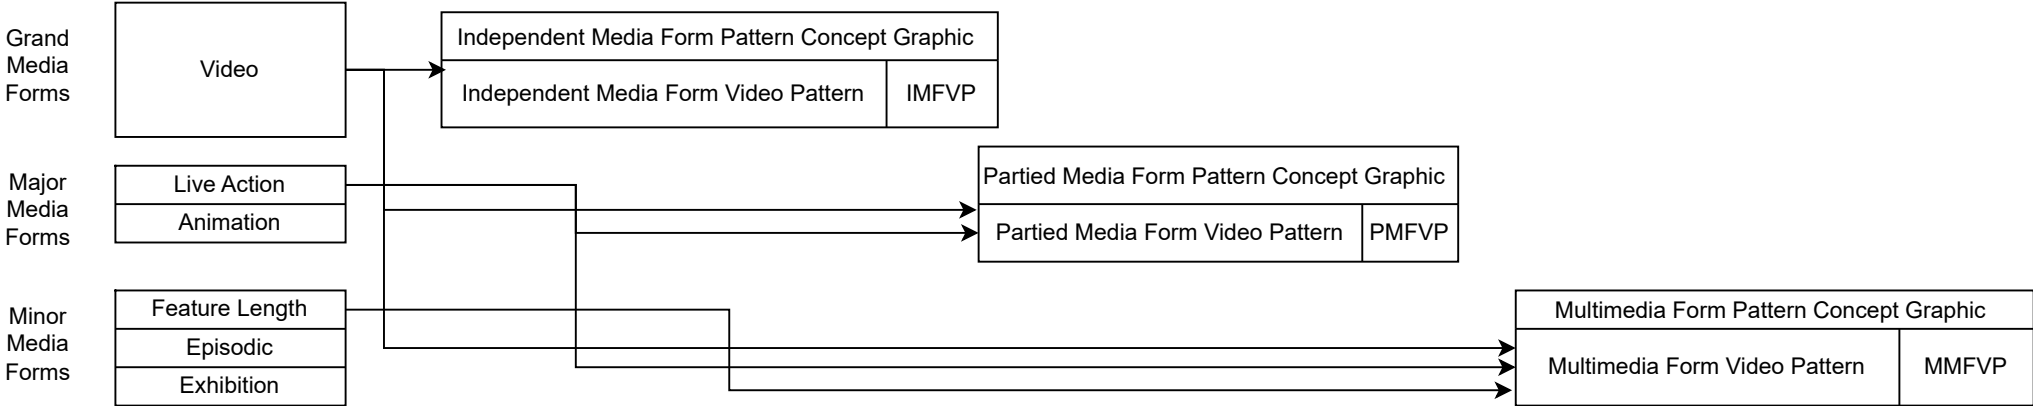 Grand
Media
Forms
Video
Independent Media Form Pattern Concept Graphic
Independent Media Form Video Pattern
IMFVP
Major
Media
Forms
Live Action
Animation
Partied Media Form Pattern Concept Graphic
Partied Media Form Video Pattern
PMFVP
Minor
Media
Forms
Feature Length
Episodic
Exhibition
Multimedia Form Pattern Concept Graphic
Multimedia Form Video Pattern
MMFVP